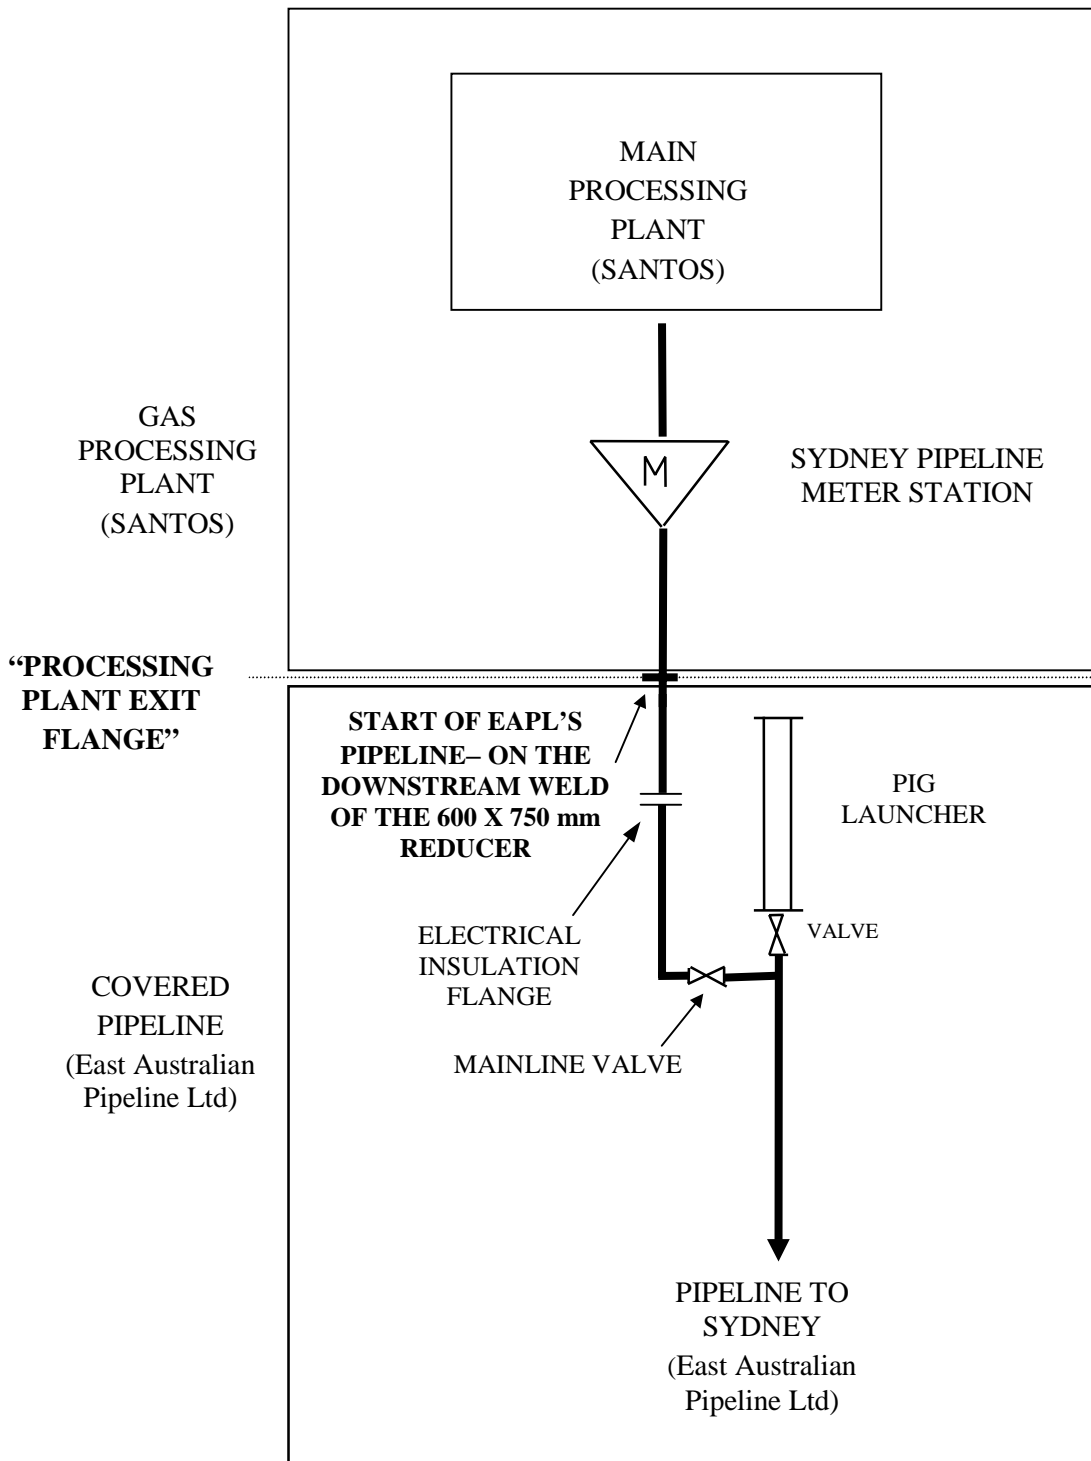 MAIN
PROCESSING
PLANT
(SANTOS)
GAS
PROCESSING
PLANT
(SANTOS)
M
SYDNEY PIPELINE
METER STATION
“PROCESSING
PLANT EXIT
FLANGE”
START OF EAPL’S
PIPELINE– ON THE
DOWNSTREAM WELD
OF THE 600 X 750 mm
REDUCER
PIG
LAUNCHER
VALVE
ELECTRICAL
INSULATION
FLANGE
MAINLINE VALVE
COVERED
PIPELINE
(East Australian
Pipeline Ltd)
PIPELINE TO
SYDNEY
(East Australian
Pipeline Ltd)